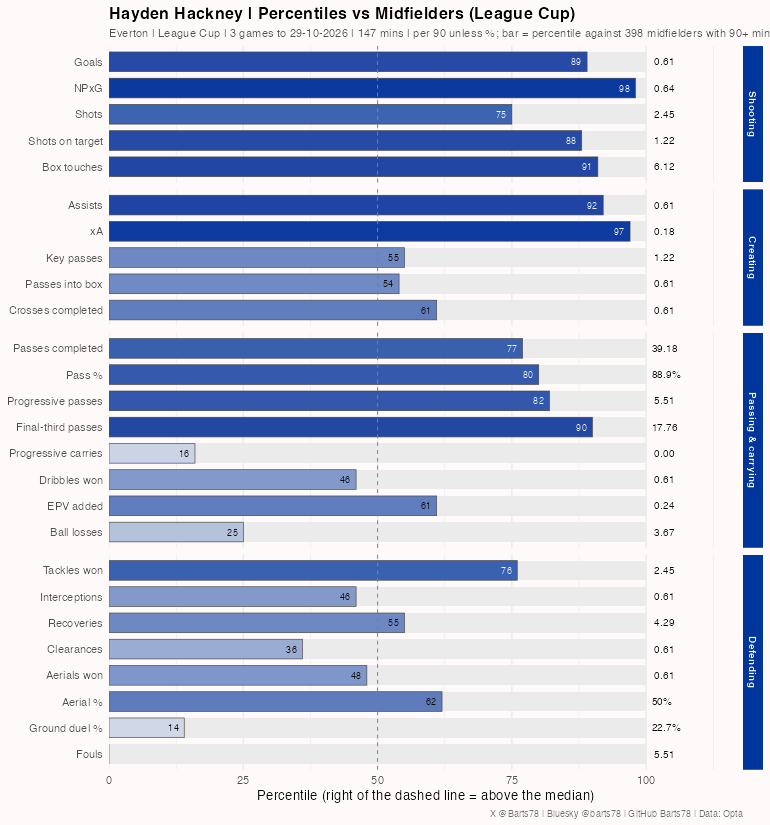 Hayden Hackney | Percentiles vs Midfielders (League Cup)
Everton | League Cup | 3 games to 29-10-2026 | 147 mins | per 90 unless %; bar = percentile against 398 midfielders with 90+ min
Goals 89 0.61
NPxG 98 0.64
Shots 75 2.45
Shots on target 88 1.22
Box touches 91 6.12
Shooting
Assists 92 0.61
xA 97 0.18
Key passes 55 1.22
Passes into box 54 0.61
Crosses completed 61 0.61
Creating
Passes completed 77 39.18
Pass % 80 88.9%
Progressive passes 82 5.51
Final-third passes 90 17.76
Progressive carries 16 0.00
Dribbles won 46 0.61
EPV added 61 0.24
Ball losses 25 3.67
Passing & carrying
Tackles won 76 2.45
Interceptions 46 0.61
Recoveries 55 4.29
Clearances 36 0.61
Aerials won 48 0.61
Aerial % 62 50%
Ground duel % 14 22.7%
Fouls 5.51
Defending
0 25 50 75 100
Percentile (right of the dashed line = above the median)
X @Barts78 | Bluesky @barts78 | GitHub Barts78 | Data: Opta